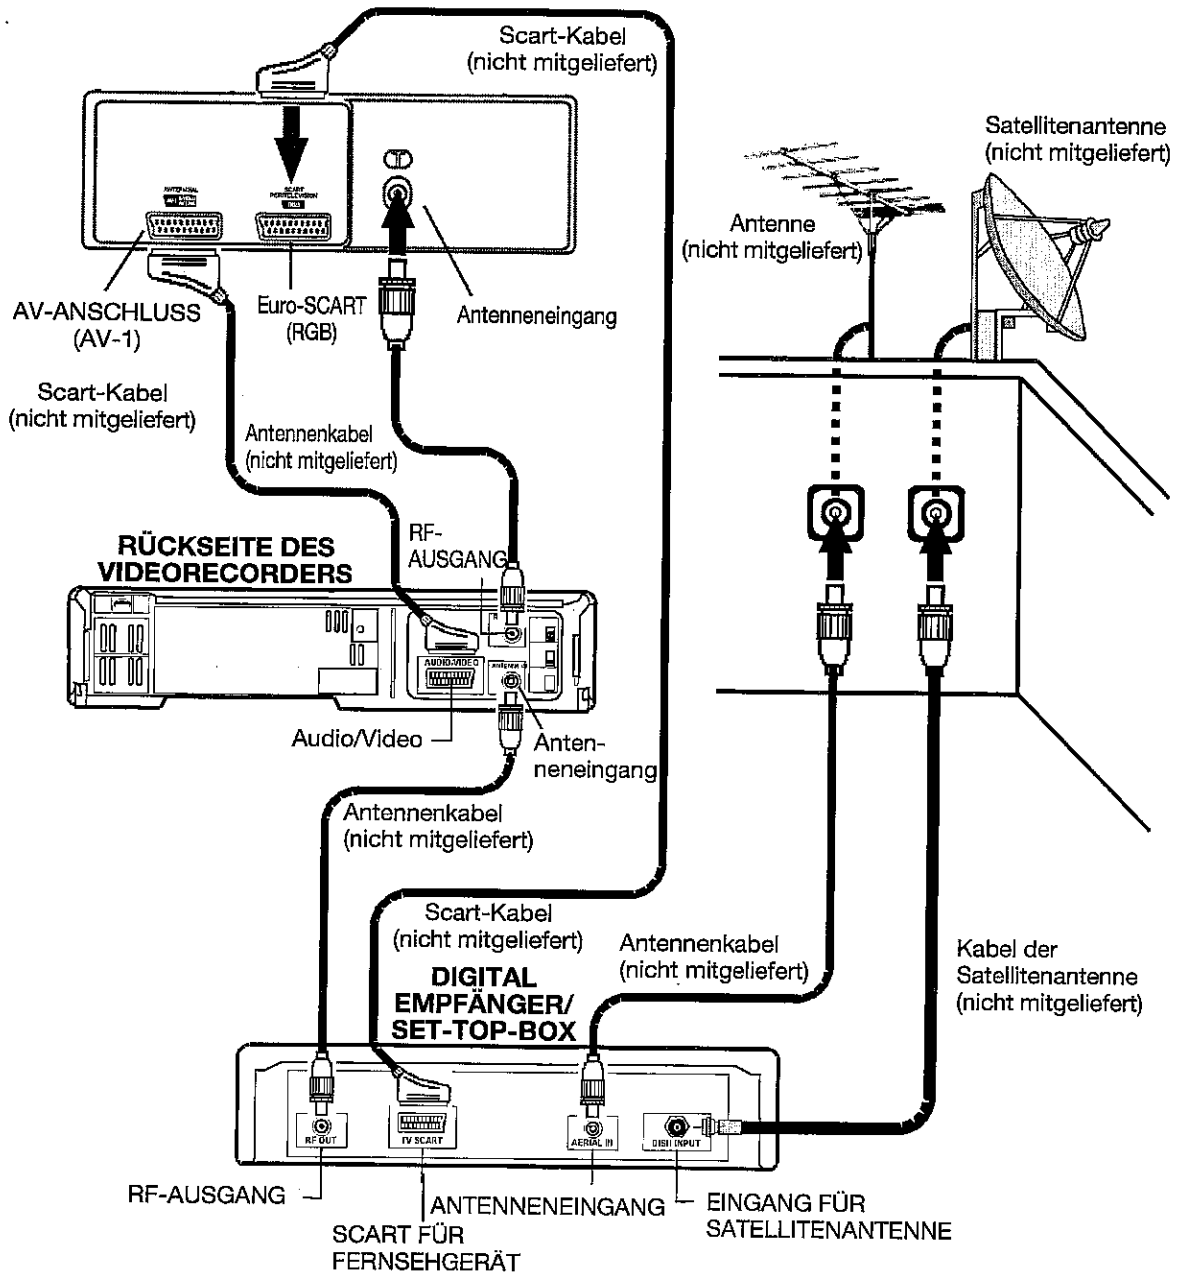 Scart-Kabel
(nicht mitgeliefert)
Satellitenantenne
(nicht mitgeliefert)
Antenne
(nicht mitgeliefert)
SCART
AV-ANSCHLUSS
(AV-1)
Euro-SCART
(RGB)
Antenneneingang
Scart-Kabel
(nicht mitgeliefert)
Antennenkabel
(nicht mitgeliefert)
RF-
AUSGANG
RÜCKSEITE DES
VIDEORECORDERS
AUDIO/VIDEO
ANTENNA IN
Audio/Video
Anten-
neneingang
Antennenkabel
(nicht mitgeliefert)
Scart-Kabel
(nicht mitgeliefert)
Antennenkabel
(nicht mitgeliefert)
Kabel der
Satellitenantenne
(nicht mitgeliefert)
DIGITAL
EMPFÄNGER/
SET-TOP-BOX
RF OUT
TV SCART
AERIAL IN
DISH INPUT
RF-AUSGANG
ANTENNENEINGANG
EINGANG FÜR
SATELLITENANTENNE
SCART FÜR
FERNSEHGERÄT